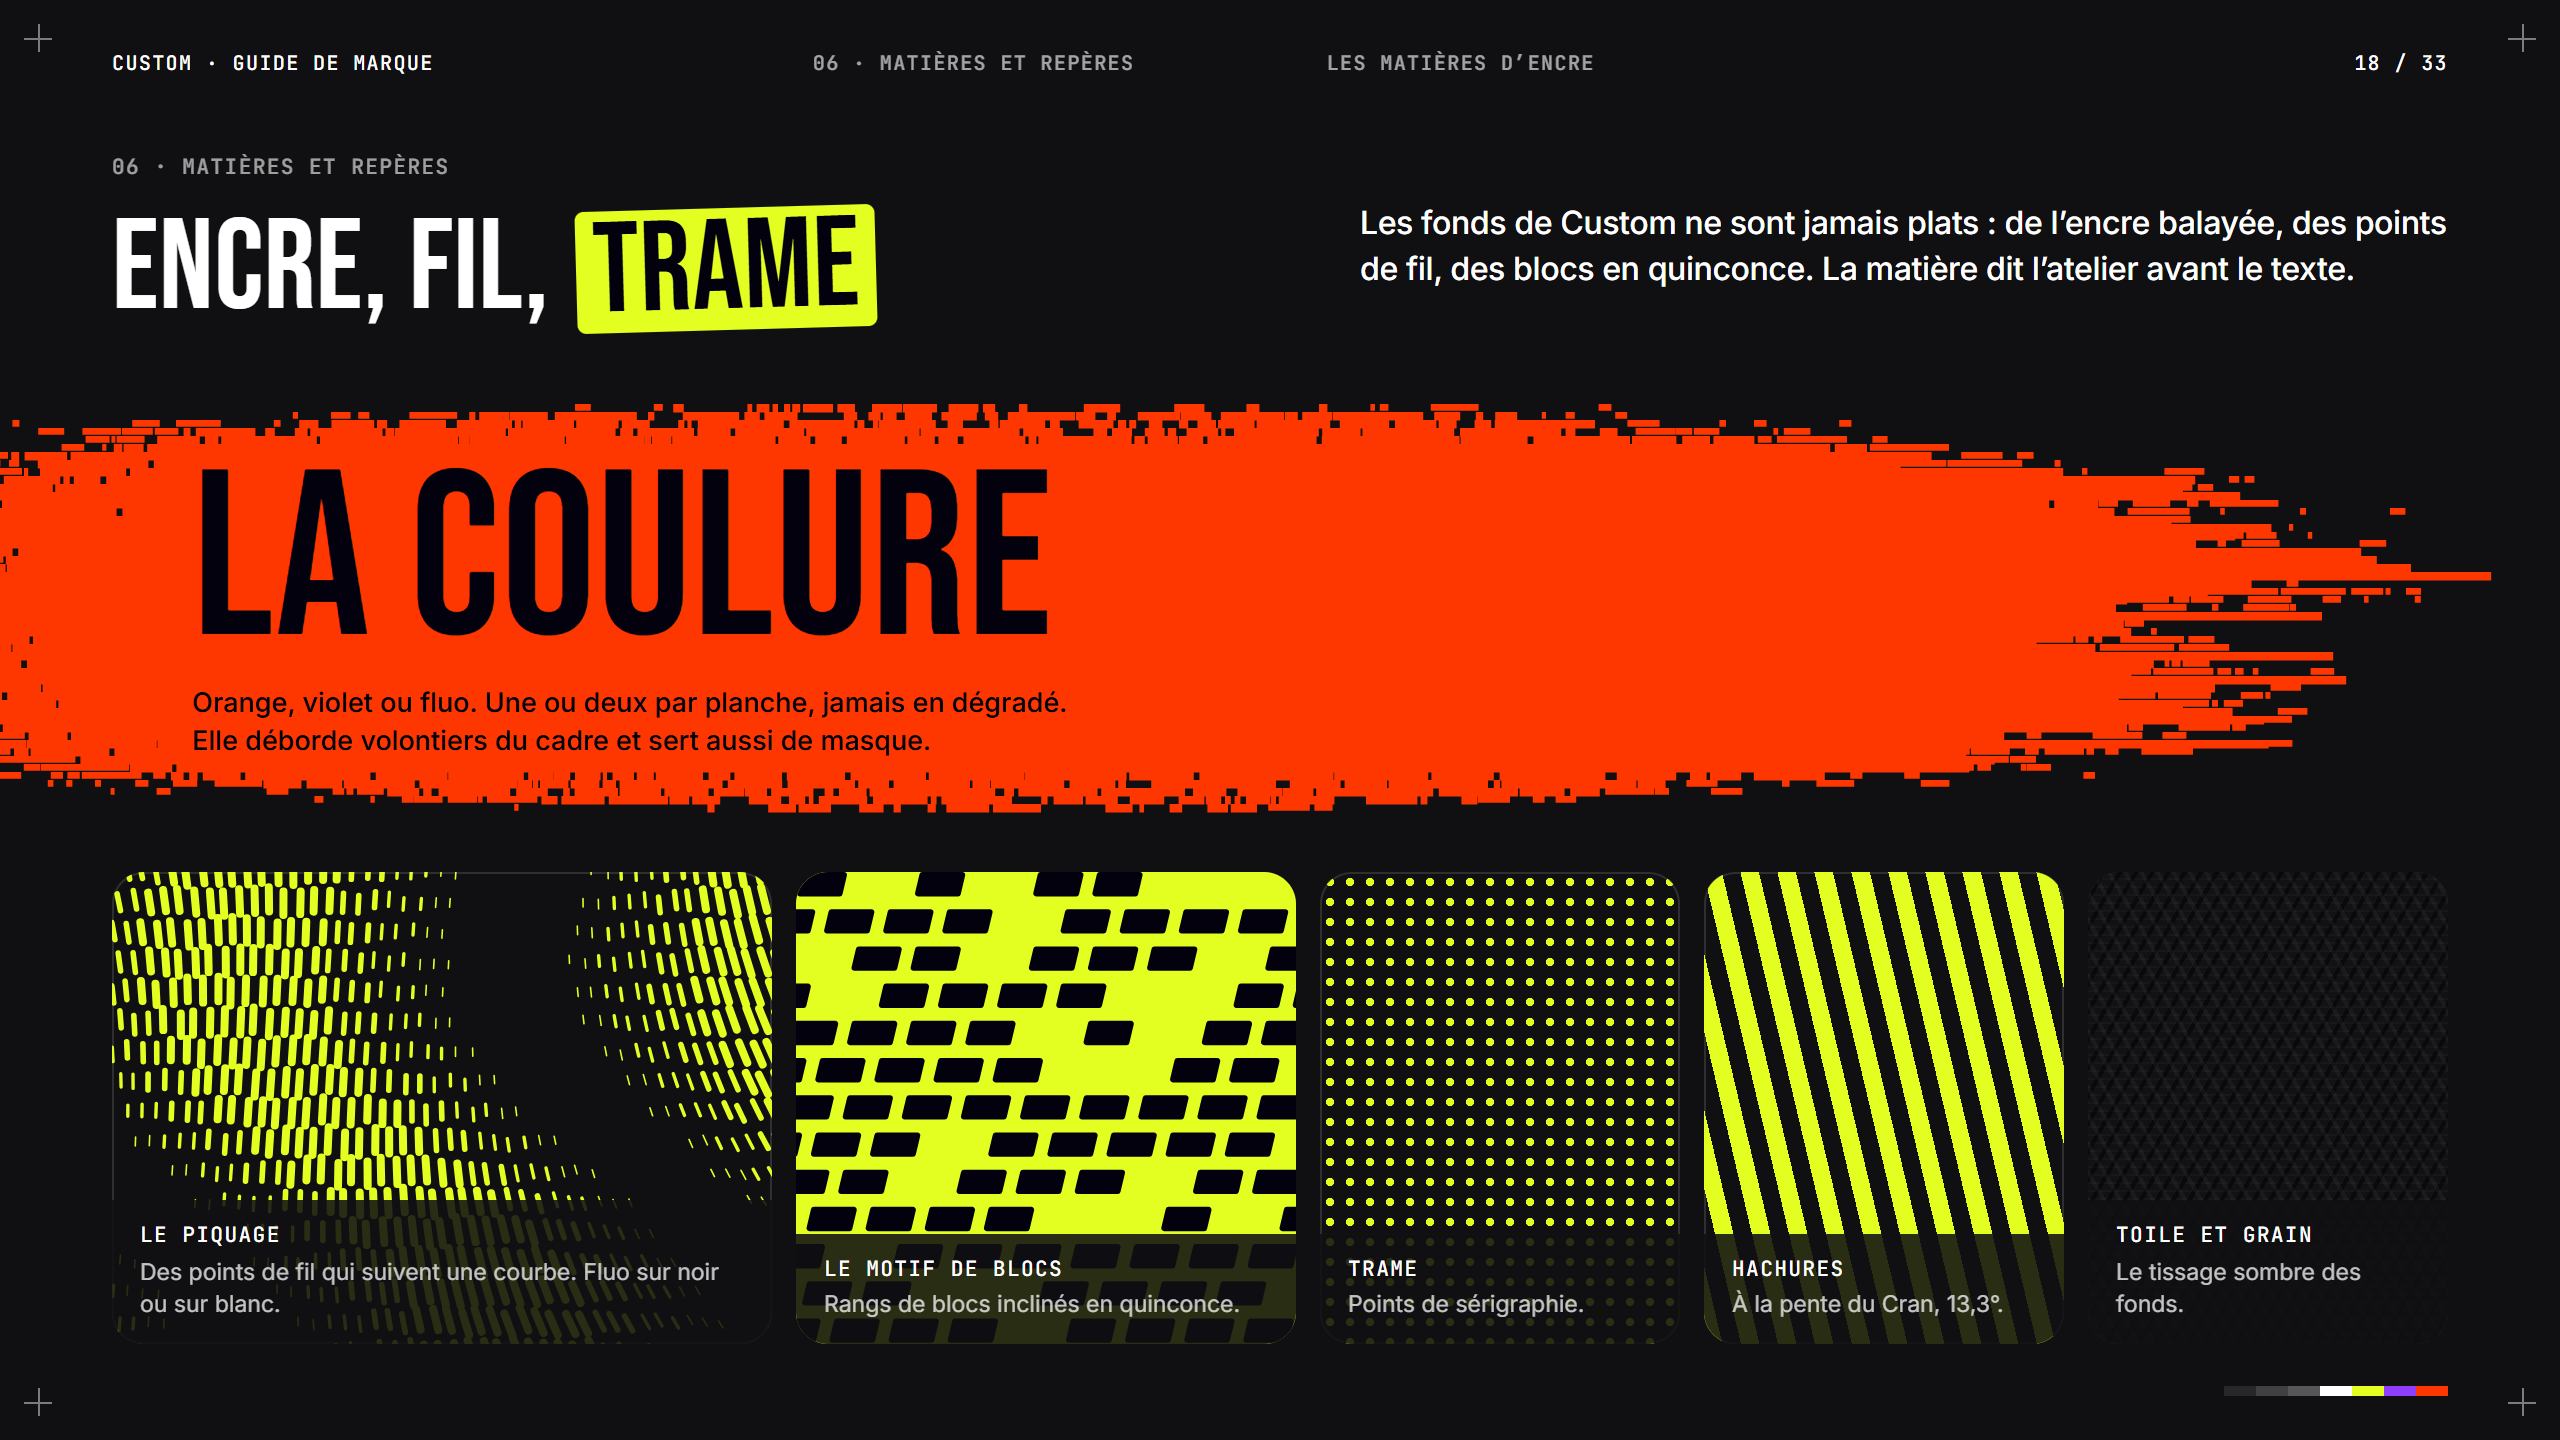 CUSTOM · GUIDE DE MARQUE
06 · MATIÈRES ET REPÈRES
LES MATIÈRES D’ENCRE
18 / 33
06 · MATIÈRES ET REPÈRES
ENCRE, FIL, TRAME
Les fonds de Custom ne sont jamais plats : de l’encre balayée, des points
de fil, des blocs en quinconce. La matière dit l’atelier avant le texte.
LA COULURE
Orange, violet ou fluo. Une ou deux par planche, jamais en dégradé.
Elle déborde volontiers du cadre et sert aussi de masque.
LE PIQUAGE
Des points de fil qui suivent une courbe. Fluo sur noir
ou sur blanc.
LE MOTIF DE BLOCS
Rangs de blocs inclinés en quinconce.
TRAME
Points de sérigraphie.
HACHURES
À la pente du Cran, 13,3°.
TOILE ET GRAIN
Le tissage sombre des
fonds.